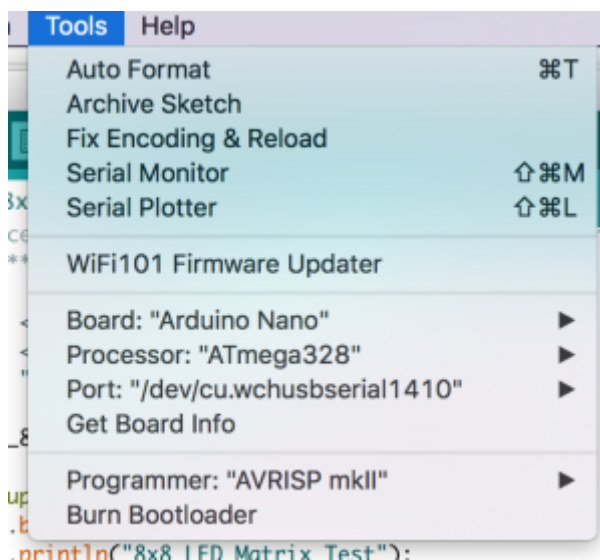 Tools Help
Auto Format ⌘T
Archive Sketch
Fix Encoding & Reload
Serial Monitor ⇧⌘M
Serial Plotter ⇧⌘L
WiFi101 Firmware Updater
Board: "Arduino Nano"
Processor: "ATmega328"
Port: "/dev/cu.wchusbserial1410"
Get Board Info
Programmer: "AVRISP mkII"
Burn Bootloader
.println("8x8 LED Matrix Test");